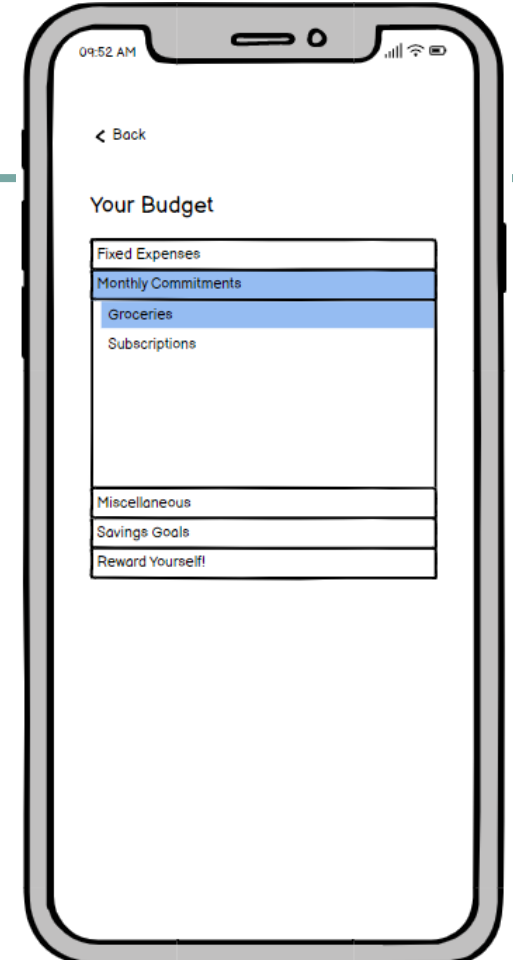 09:52 AM
Back
Your Budget
Fixed Expenses
Monthly Commitments
Groceries
Subscriptions
Miscellaneous
Savings Goals
Reward Yourself!